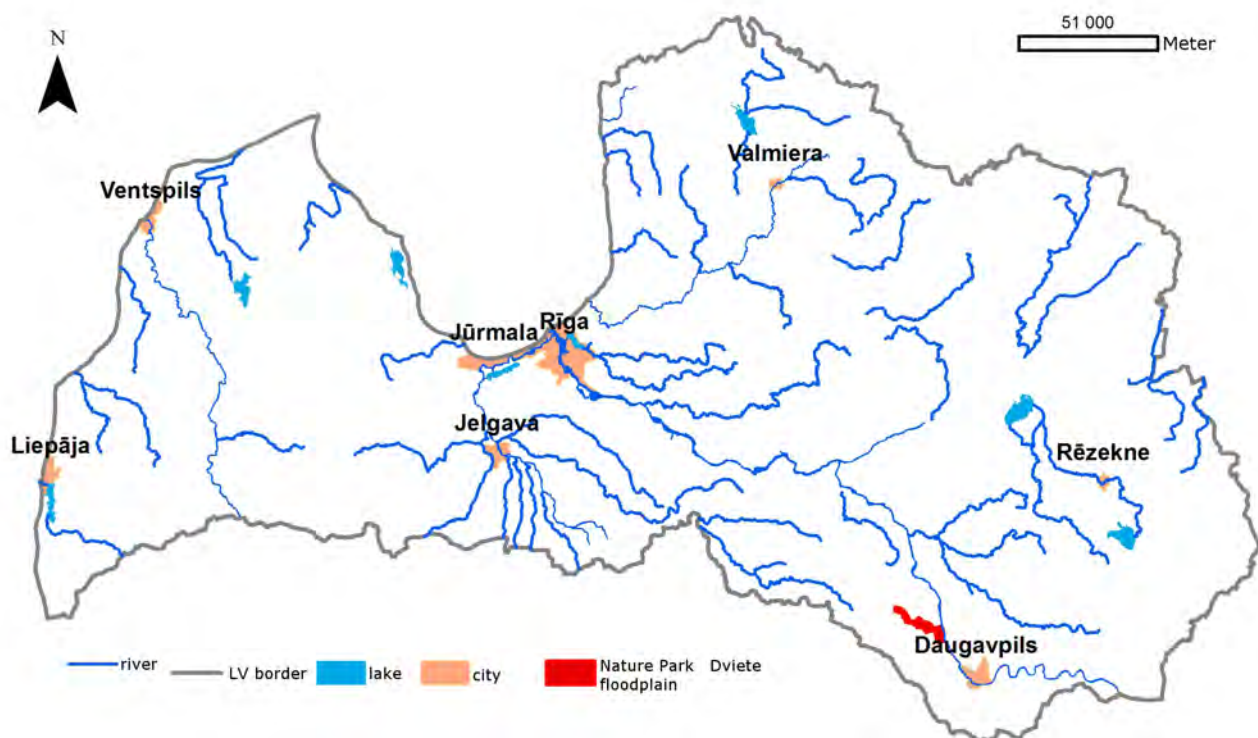 51 000
N
Meter
Valmiera
Ventspils
Rīga
Jūrmala
Jelgava
Liepāja
Rēzekne
Daugavpils
river
LV border
lake
city
Nature Park Dviete
floodplain